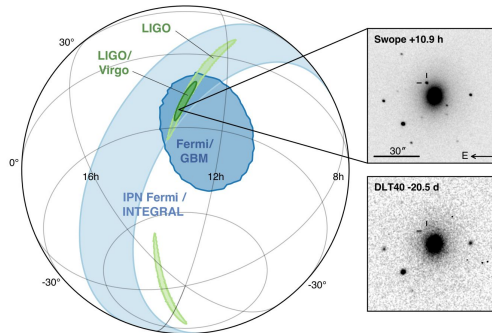 LIGO
LIGO/
Virgo
30°
30°
Fermi/
GBM
0°
16h
12h
8h
IPN Fermi /
INTEGRAL
-30°
-30°
Swope +10.9 h
30"
E
DLT40 -20.5 d